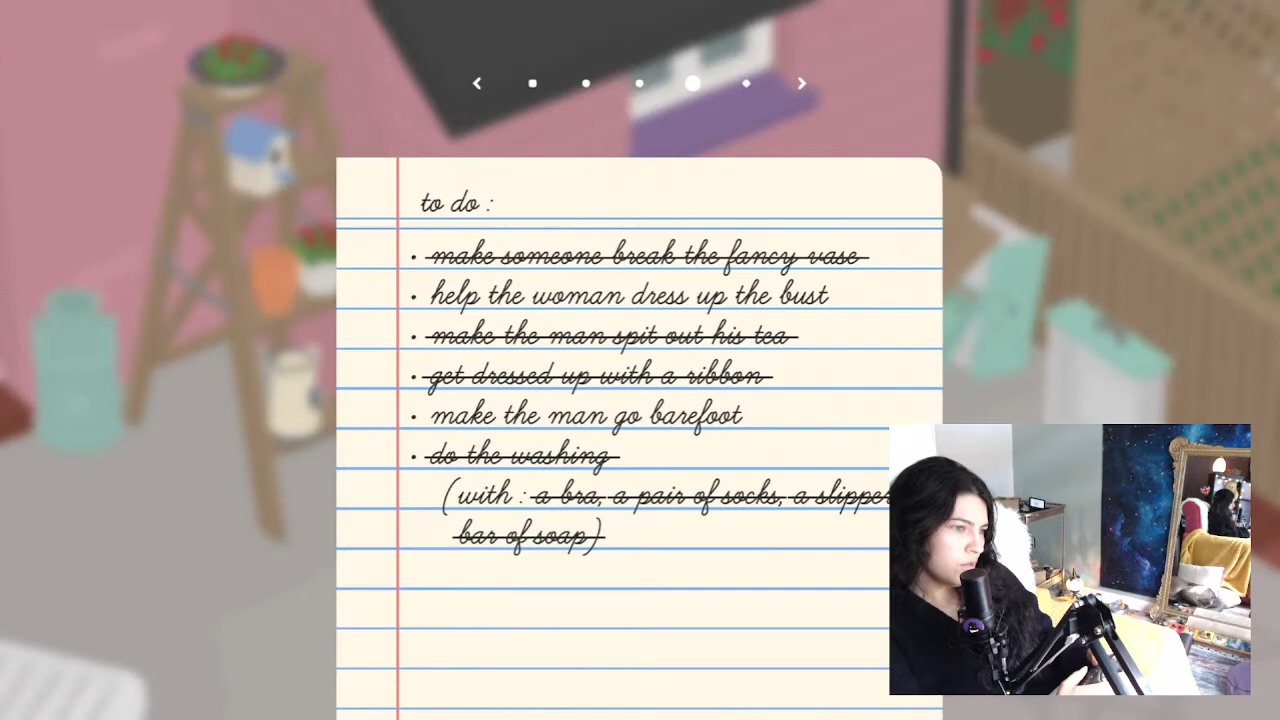 to do :
• make someone break the fancy vase
• help the woman dress up the bust
• make the man spit out his tea
• get dressed up with a ribbon
• make the man go barefoot
• do the washing
(with : a bra, a pair of socks, a slipper
bar of soap)